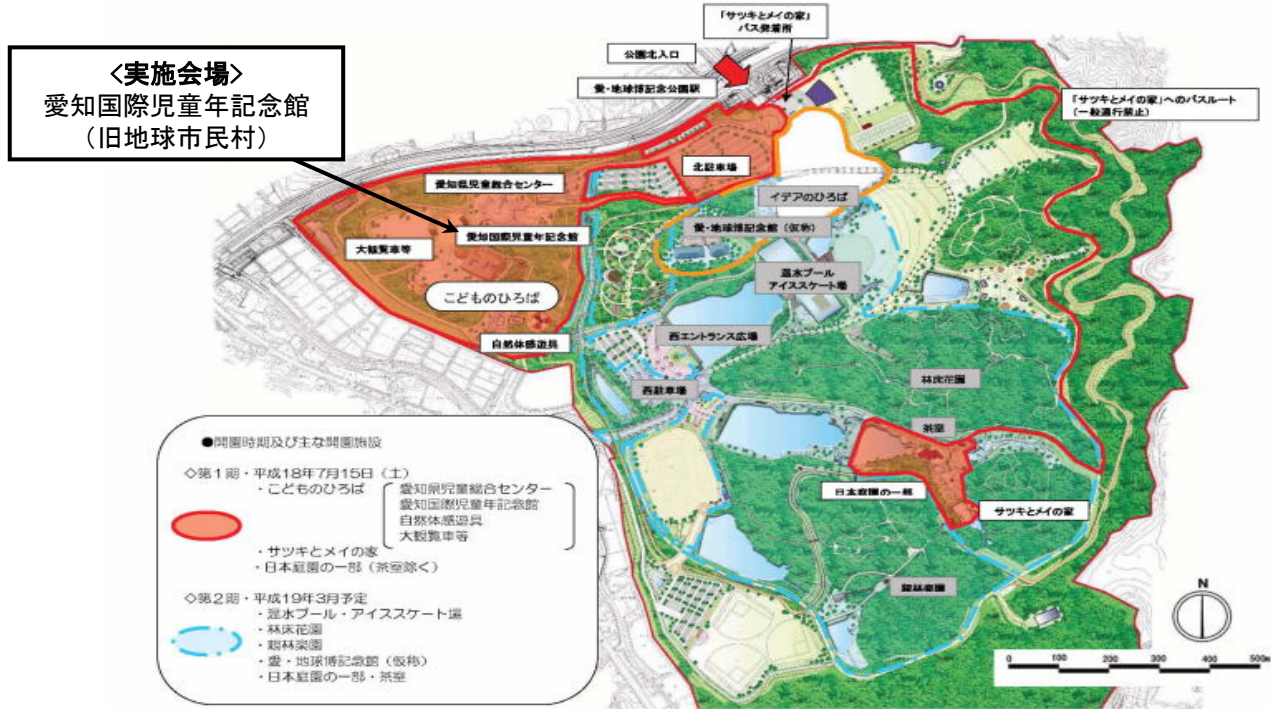 「サツキとメイの家」
バス発着所
公園北入口
愛・地球博記念公園駅
「サツキとメイの家」へのバスルート
(一般通行禁止)
<実施会場>
愛知国際児童年記念館
(旧地球市民村)
北駐車場
愛知県児童総合センター
イデアのひろば
愛知国際児童年記念館
愛・地球博記念館(仮称)
大観覧車等
温水プール
アイススケート場
こどものひろば
自然体感遊具
西エントランス広場
林床花園
西駐車場
茶室
日本庭園の一部
サツキとメイの家
親林楽園
●開園時期及び主な開園施設
◇第1期・平成18年7月15日(土)
・こどものひろば
愛知県児童総合センター
愛知国際児童年記念館
自然体感遊具
大観覧車等
・サツキとメイの家
・日本庭園の一部(茶室除く)
◇第2期・平成19年3月予定
・温水プール・アイススケート場
・林床花園
・親林楽園
・愛・地球博記念館(仮称)
・日本庭園の一部・茶室
N
0 100 200 300 400 500m